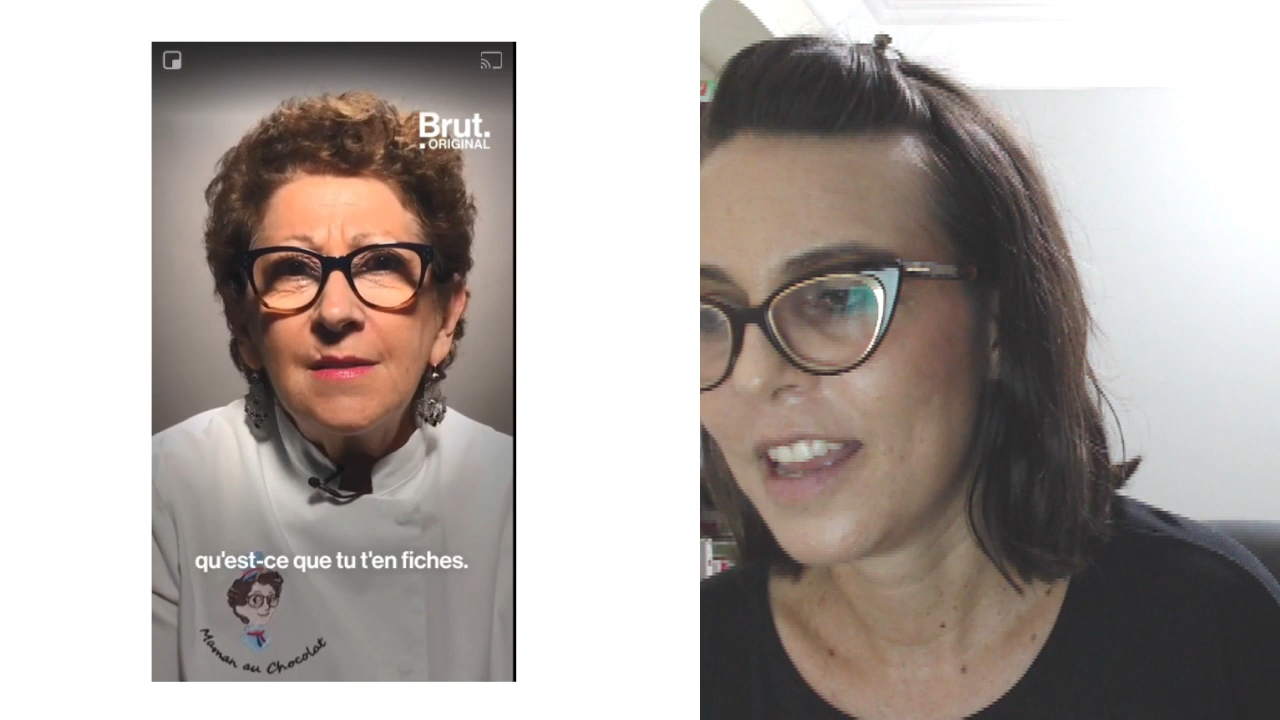 Brut.
ORIGINAL
qu'est-ce que tu t'en fiches.
Maman au Chocolat